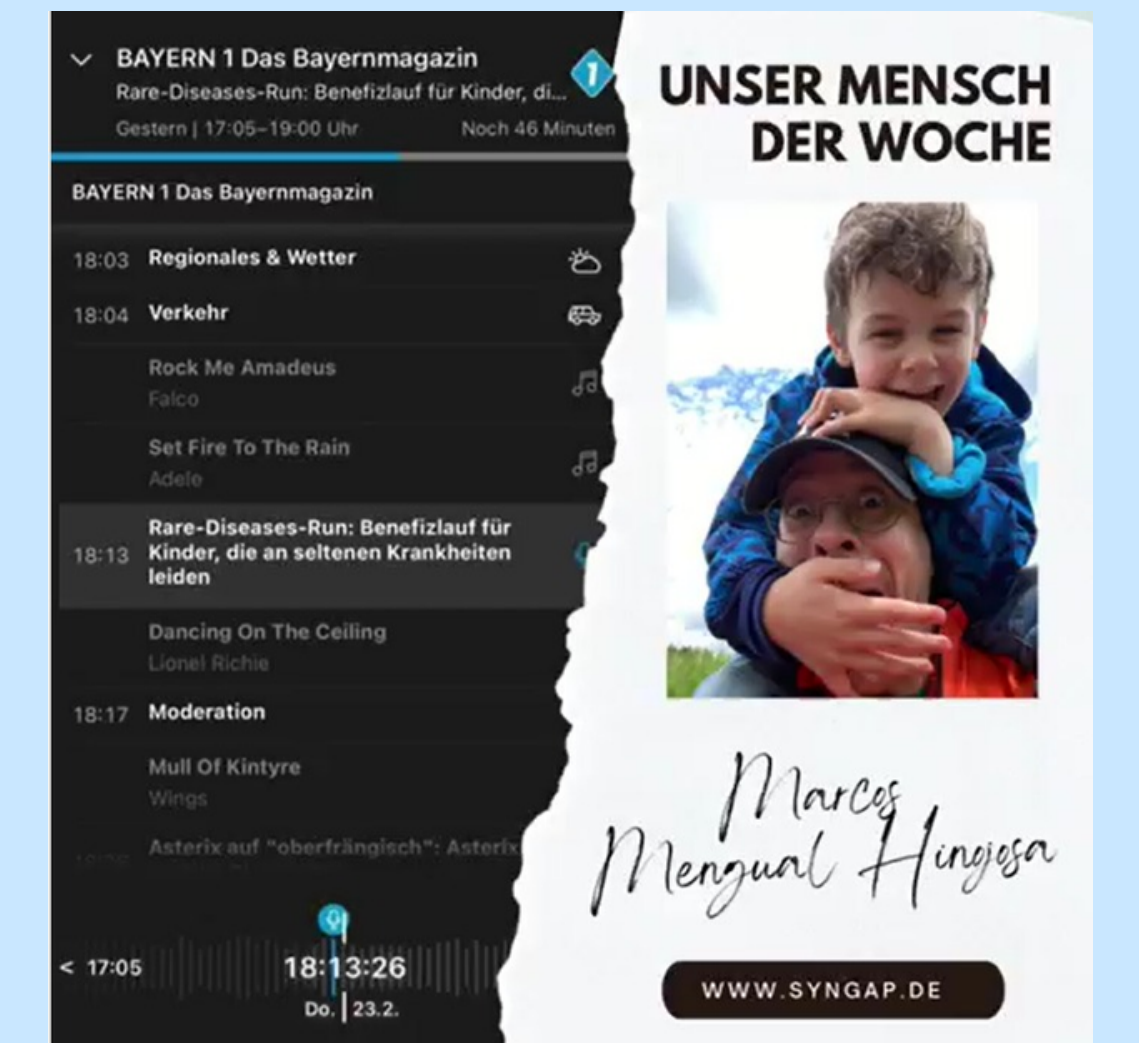 BAYERN 1 Das Bayernmagazin
1
Rare-Diseases-Run: Benefizlauf für Kinder, di...
Gestern | 17:05–19:00 Uhr
Noch 46 Minuten
BAYERN 1 Das Bayernmagazin
18:03 Regionales & Wetter
18:04 Verkehr
Rock Me Amadeus
Falco
Set Fire To The Rain
Adele
18:13
Rare-Diseases-Run: Benefizlauf für
Kinder, die an seltenen Krankheiten
leiden
Dancing On The Ceiling
Lionel Richie
18:17 Moderation
Mull Of Kintyre
Wings
Asterix auf "oberfrängisch": Asterix
< 17:05
18:13:26
Do. 23.2.
UNSER MENSCH
DER WOCHE
Marcos
Mengual Hingosa
WWW.SYNGAP.DE